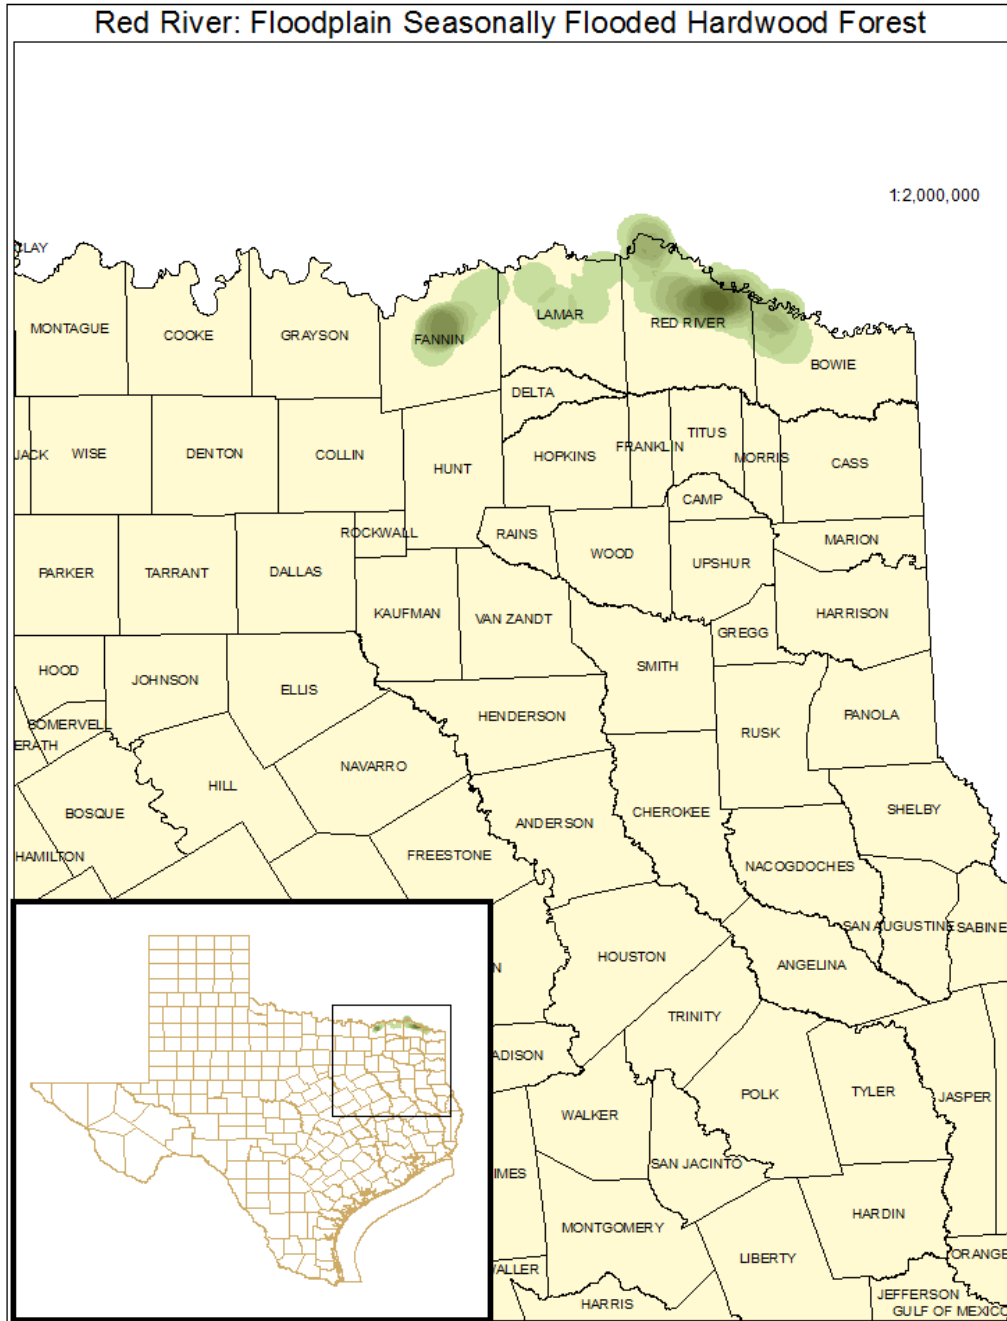 Red River: Floodplain Seasonally Flooded Hardwood Forest
1:2,000,000
CLAY
MONTAGUE
COOKE
GRAYSON
FANNIN
LAMAR
RED RIVER
BOWIE
DELTA
JACK
WISE
DENTON
COLLIN
HUNT
HOPKINS
FRANKLIN
TITUS
MORRIS
CASS
CAMP
ROCKWALL
RAINS
WOOD
UPSHUR
MARION
PARKER
TARRANT
DALLAS
KAUFMAN
VAN ZANDT
GREGG
HARRISON
HOOD
JOHNSON
ELLIS
SMITH
HENDERSON
RUSK
PANOLA
SOMERVELL
ERATH
HILL
NAVARRO
BOSQUE
ANDERSON
CHEROKEE
SHELBY
HAMILTON
FREESTONE
NACOGDOCHES
SAN AUGUSTINE
SABINE
HOUSTON
ANGELINA
N
TRINITY
ADISON
POLK
TYLER
JASPER
WALKER
SAN JACINTO
IMES
MONTGOMERY
HARDIN
LIBERTY
ORANGE
WALLER
JEFFERSON
HARRIS
GULF OF MEXICO